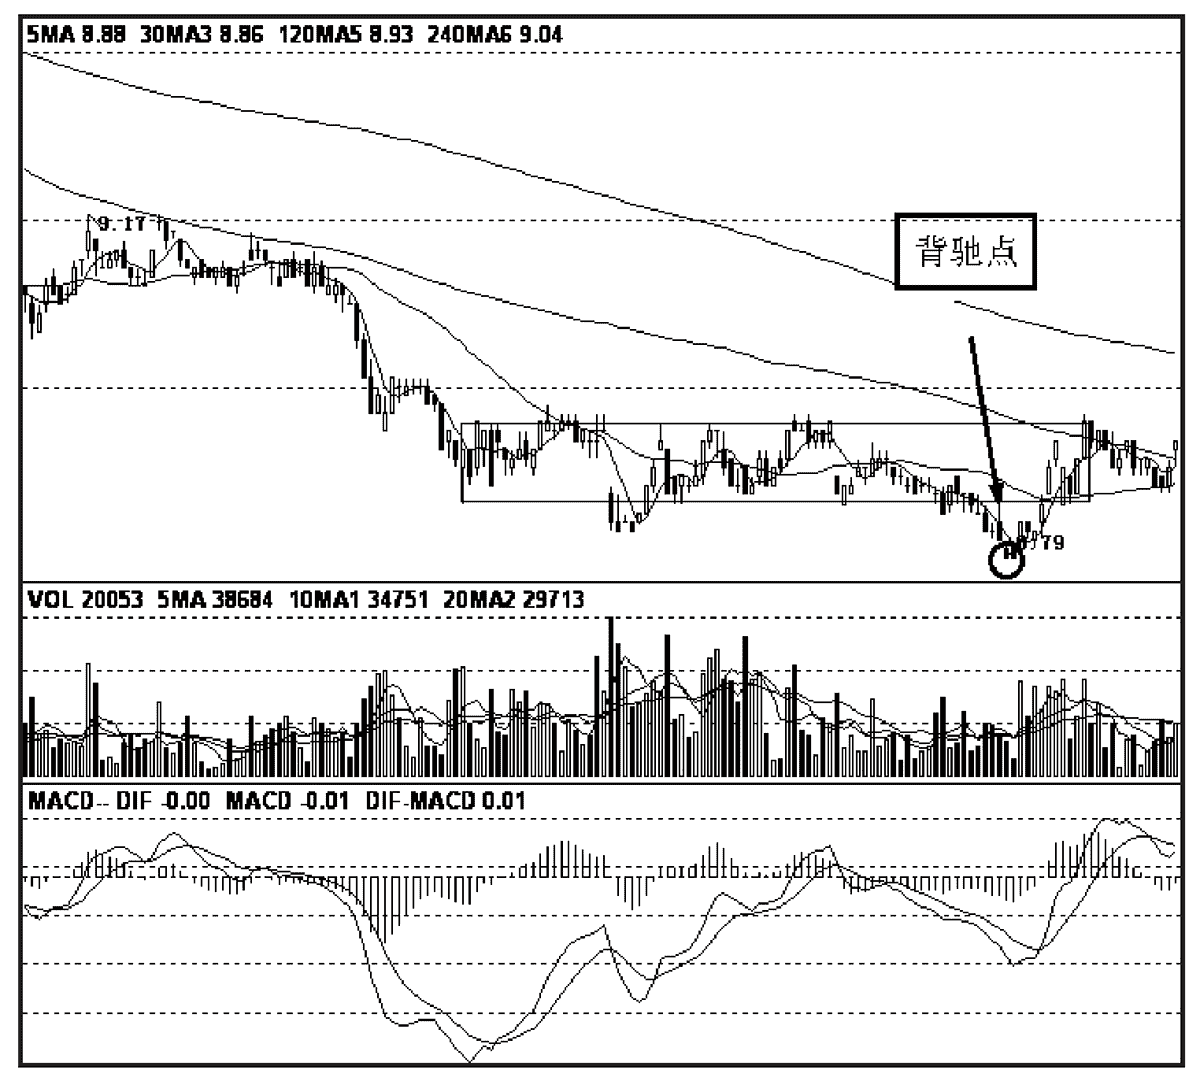 5MA 8.88 30MA3 8.86 120MA5 8.93 240MA6 9.04
9.17
背驰点
8.79
VOL 20053 5MA 38684 10MA1 34751 20MA2 29713
MACD-- DIF -0.00 MACD -0.01 DIF-MACD 0.01